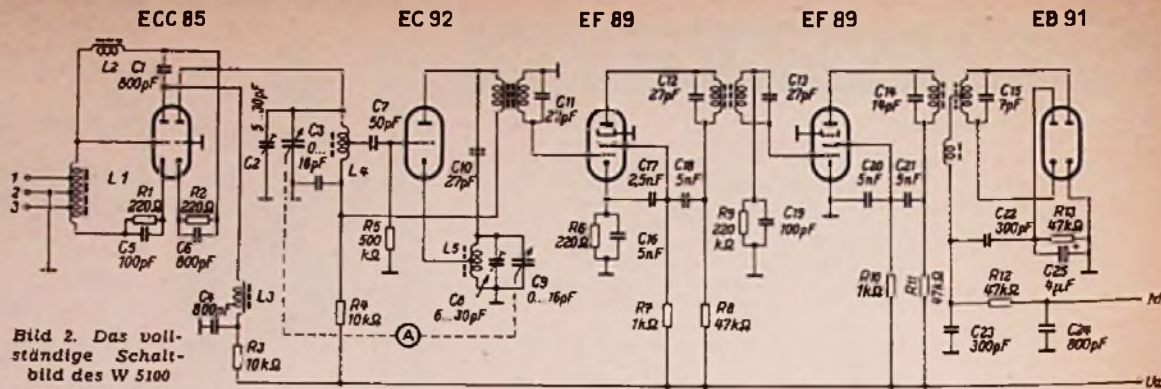 ECC 85
EC 92
EF 89
EF 89
EB 91
L2
C1
800pF
5...30pF
C2
C3
0...
16pF
L4
C7
50pF
C10
27pF
C11
C12
27pF
C13
27pF
C14
14pF
C15
7pF
1
2
3
L1
R1
220Ω
R2
220Ω
C5
100pF
C6
800pF
R5
500
kΩ
L5
C8
6...30pF
C9
0...16pF
R6
220Ω
C16
5nF
C17
2,5nF
C18
5nF
R9
220
kΩ
C19
100pF
C20
5nF
C21
5nF
C22
300pF
R13
47kΩ
C25
4µF
C4
800pF
L3
R3
10kΩ
R4
10kΩ
A
R7
1kΩ
R8
47kΩ
R10
1kΩ
R11
47kΩ
R12
47kΩ
C23
300pF
C24
800pF
Bild 2. Das voll-
ständige Schalt-
bild des W 5100